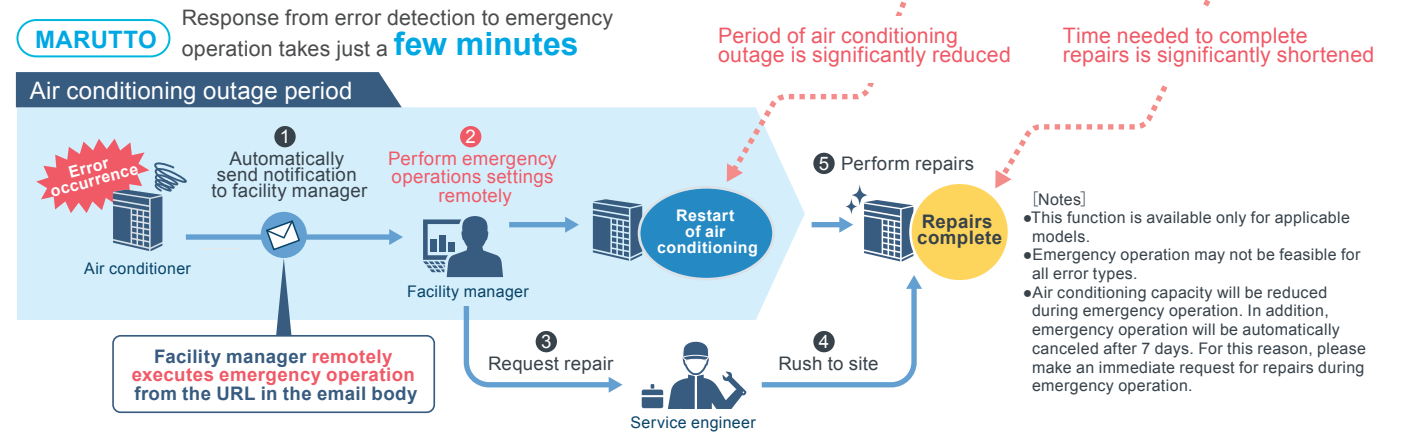 MARUTTO
Response from error detection to emergency
operation takes just a few minutes
Period of air conditioning
outage is significantly reduced
Time needed to complete
repairs is significantly shortened
Air conditioning outage period
Error
occurrence
Air conditioner
1
Automatically
send notification
to facility manager
2
Perform emergency
operations settings
remotely
Facility manager
Restart
of air
conditioning
5 Perform repairs
Repairs
complete
Facility manager remotely
executes emergency operation
from the URL in the email body
3
Request repair
Service engineer
4
Rush to site
[Notes]
●This function is available only for applicable
models.
●Emergency operation may not be feasible for
all error types.
●Air conditioning capacity will be reduced
during emergency operation. In addition,
emergency operation will be automatically
canceled after 7 days. For this reason, please
make an immediate request for repairs during
emergency operation.